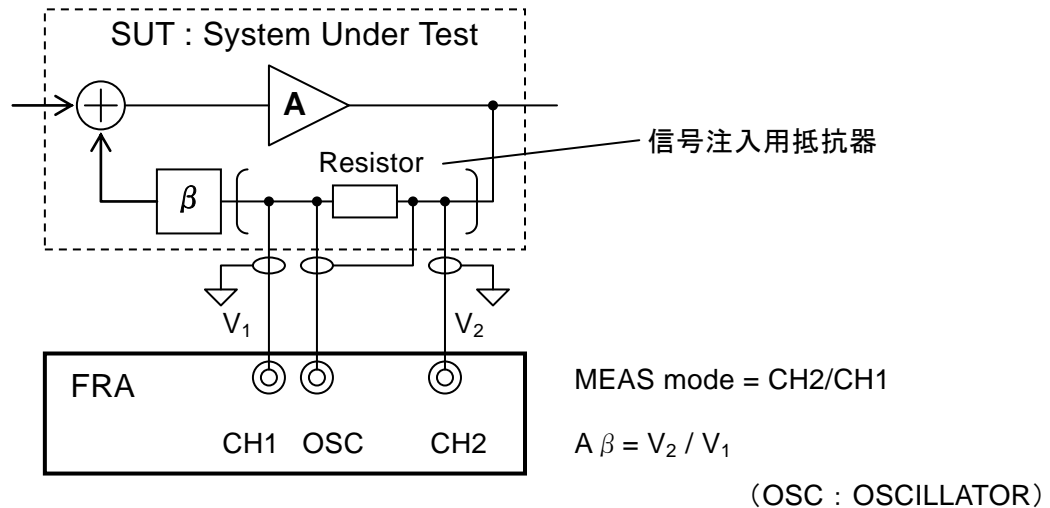 SUT : System Under Test
A
Resistor
信号注入用抵抗器
β
V1
V2
FRA
CH1 OSC CH2
MEAS mode = CH2/CH1
A β = V2 / V1
（OSC：OSCILLATOR）